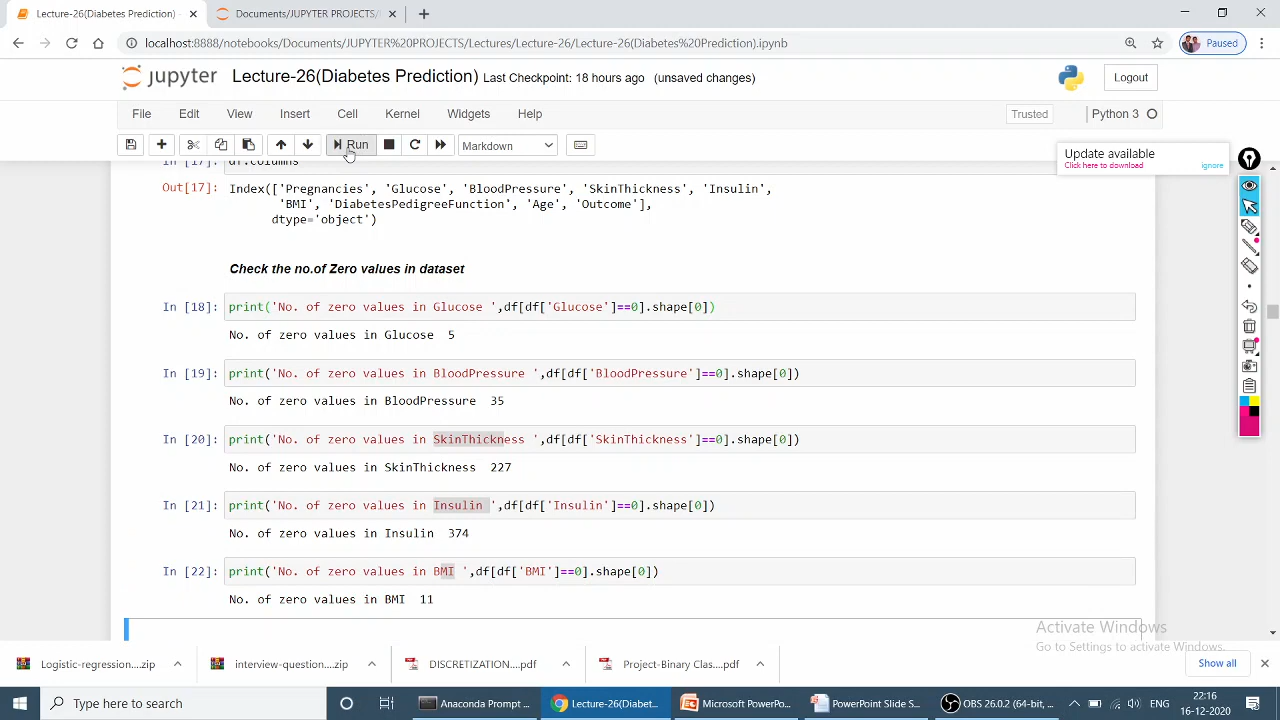 Lecture-26(Diabetes Prediction)
Documents/JUPYTER PROJECTS/
localhost:8888/notebooks/Documents/JUPYTER%20PROJECTS/Lectures/Lecture-26/Lecture-26(Diabetes%20Prediction).ipynb
Paused
jupyter Lecture-26(Diabetes Prediction) Last Checkpoint: 18 hours ago (unsaved changes)
Logout
File Edit View Insert Cell Kernel Widgets Help
Trusted
Python 3
Run
Markdown
Update available
Click here to download
ignore
In [17]: df.columns
Out[17]: Index(['Pregnancies', 'Glucose', 'BloodPressure', 'SkinThickness', 'Insulin',
'BMI', 'DiabetesPedigreeFunction', 'Age', 'Outcome'],
dtype='object')
Check the no.of Zero values in dataset
In [18]: print('No. of zero values in Glucose ',df[df['Glucose']==0].shape[0])
No. of zero values in Glucose  5
In [19]: print('No. of zero values in BloodPressure ',df[df['BloodPressure']==0].shape[0])
No. of zero values in BloodPressure  35
In [20]: print('No. of zero values in SkinThickness ',df[df['SkinThickness']==0].shape[0])
No. of zero values in SkinThickness  227
In [21]: print('No. of zero values in Insulin ',df[df['Insulin']==0].shape[0])
No. of zero values in Insulin  374
In [22]: print('No. of zero values in BMI ',df[df['BMI']==0].shape[0])
No. of zero values in BMI  11
Activate Windows
Go to Settings to activate Windows.
Logistic-regression....zip
interview-question....zip
DISCRETIZATION....pdf
Project-Binary Clas....pdf
Show all
Type here to search
Anaconda Prompt ...
Lecture-26(Diabet...
Microsoft PowerPo...
PowerPoint Slide S...
OBS 26.0.2 (64-bit, ...
ENG
22:16
16-12-2020